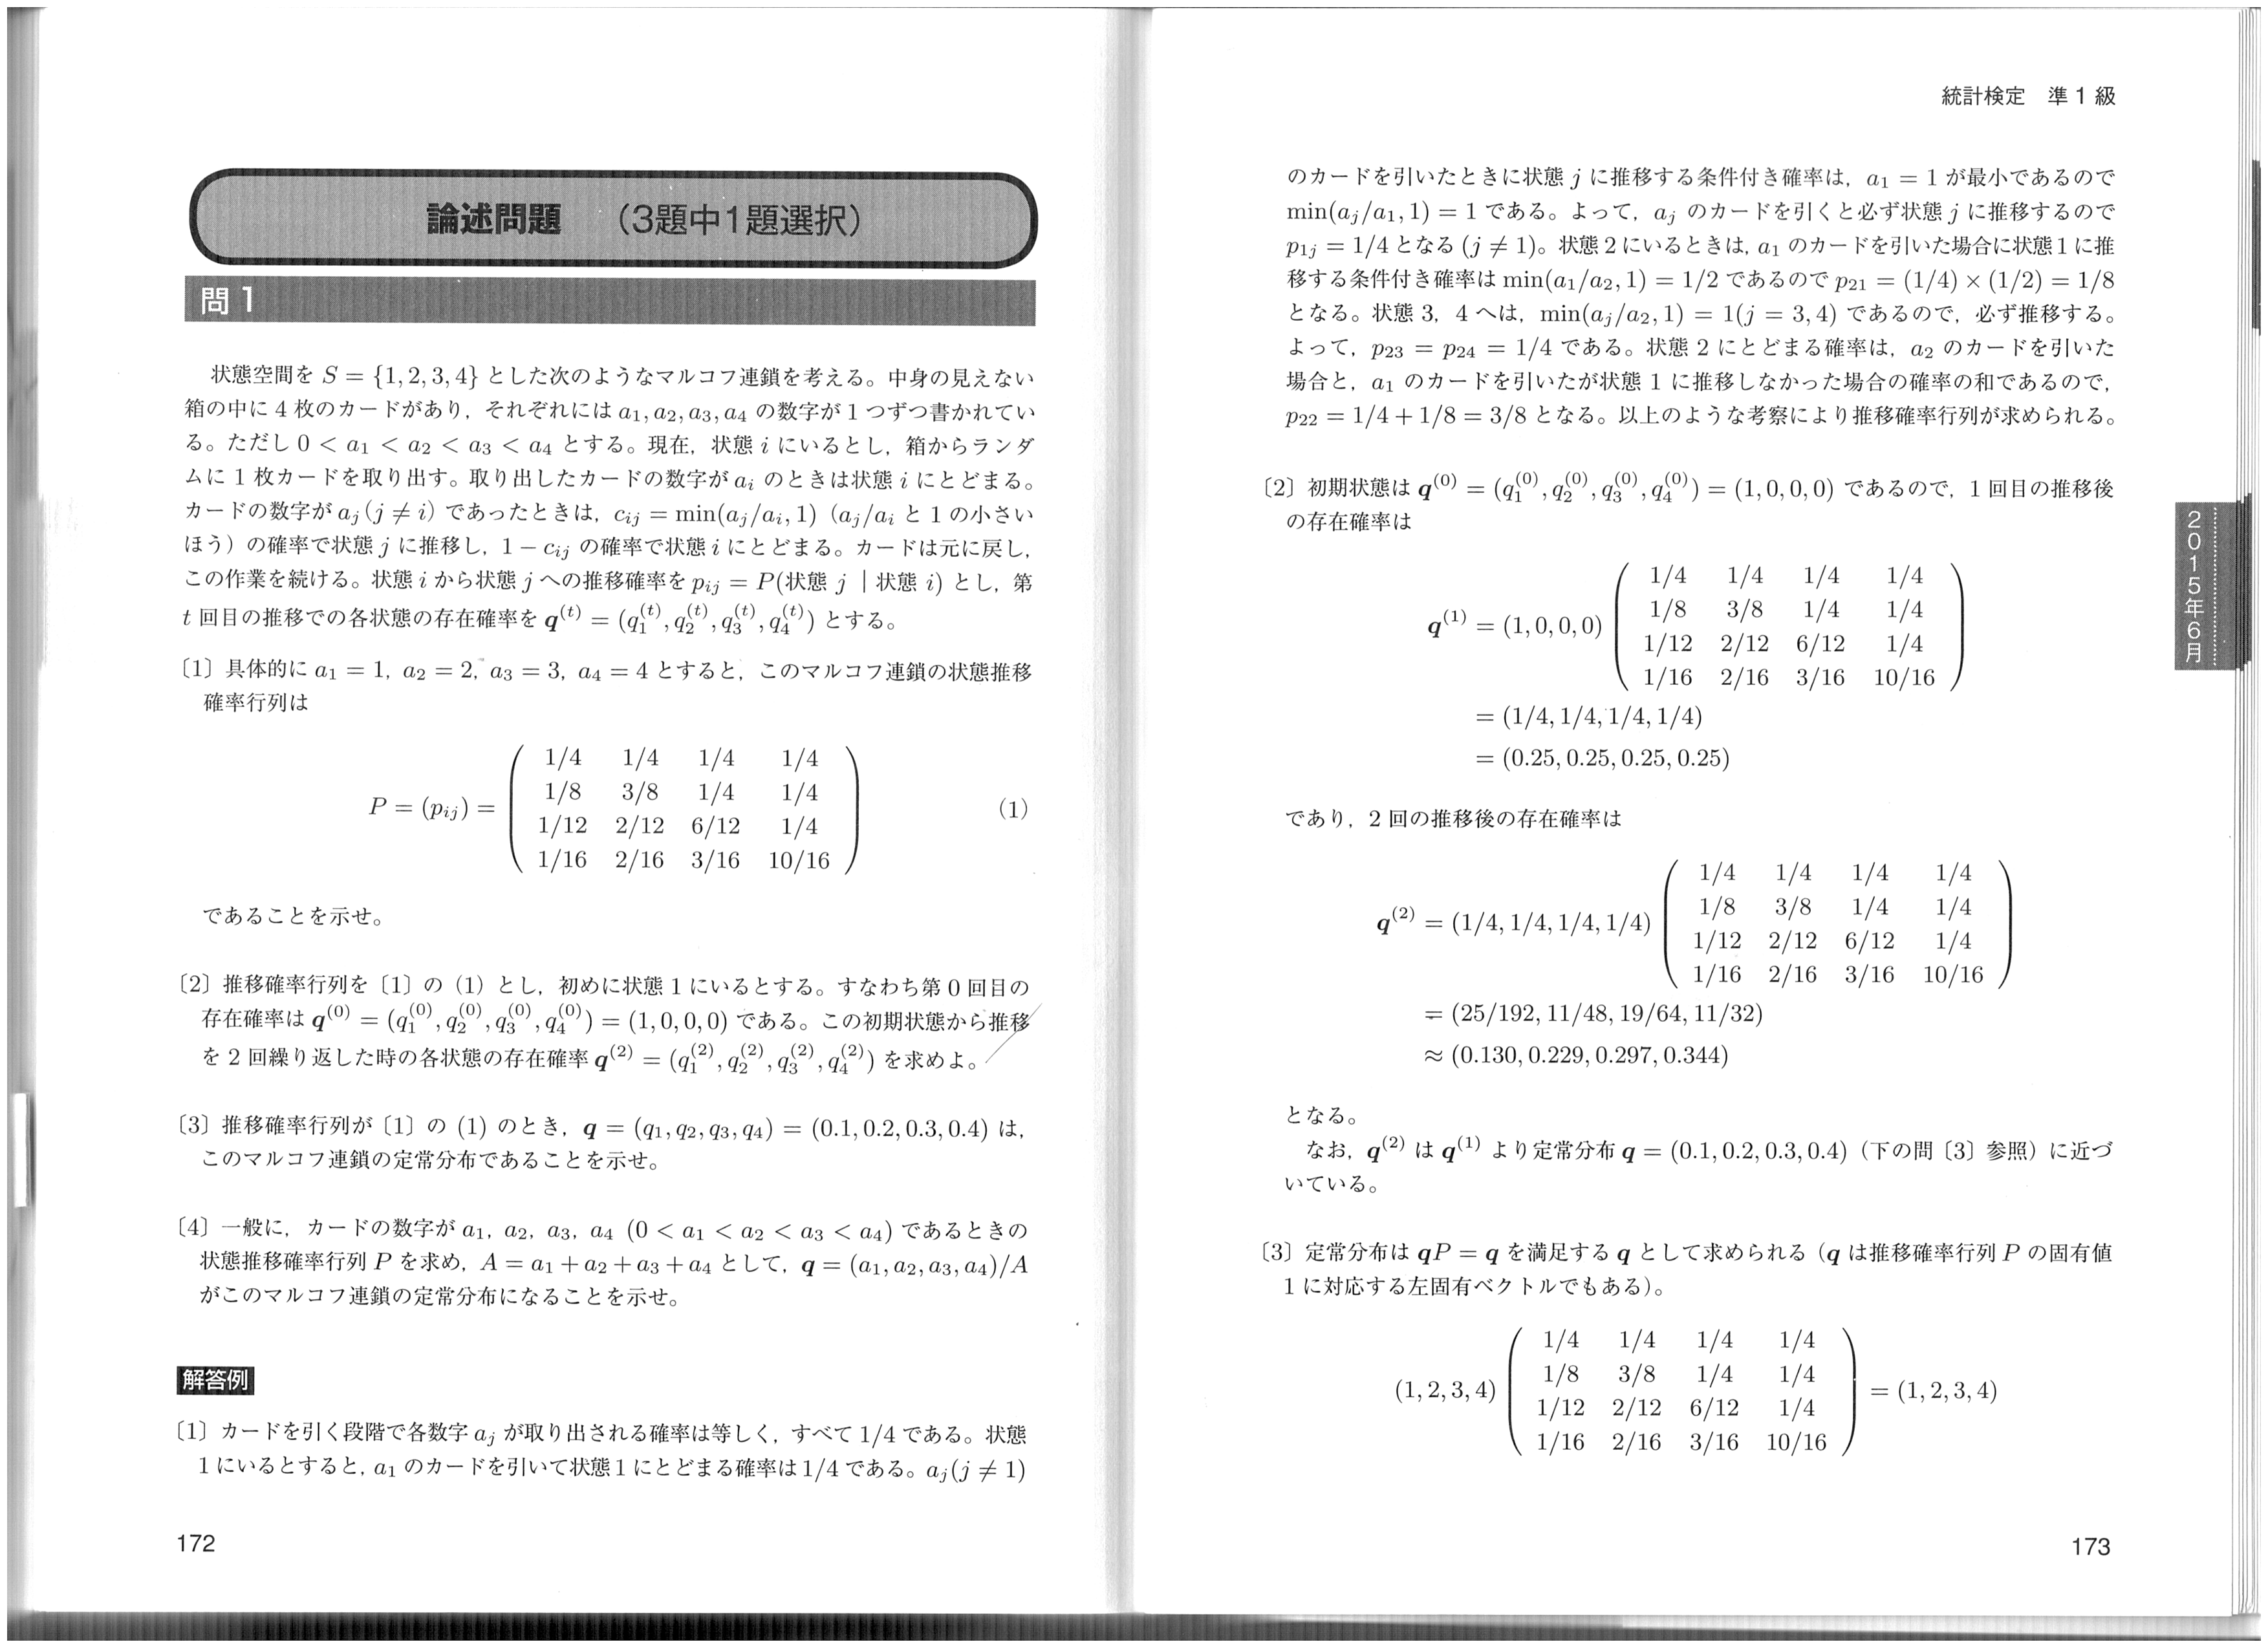 論述問題 (3題中1題選択)
問1
状態空間を S = {1, 2, 3, 4} とした次のようなマルコフ連鎖を考える。中身の見えない
箱の中に 4 枚のカードがあり，それぞれには a₁, a₂, a₃, a₄ の数字が 1 つずつ書かれてい
る。ただし 0 < a₁ < a₂ < a₃ < a₄ とする。現在，状態 i にいるとし，箱からランダ
ムに 1 枚カードを取り出す。取り出したカードの数字が aᵢ のときは状態 i にとどまる。
カードの数字が aⱼ (j ≠ i) であったときは，cᵢⱼ = min(aⱼ/aᵢ, 1)（aⱼ/aᵢ と 1 の小さい
ほう）の確率で状態 j に推移し，1 − cᵢⱼ の確率で状態 i にとどまる。カードは元に戻し，
この作業を続ける。状態 i から状態 j への推移確率を pᵢⱼ = P(状態 j | 状態 i) とし，第
t 回目の推移での各状態の存在確率を q^(t) = (q₁^(t), q₂^(t), q₃^(t), q₄^(t)) とする。
〔1〕具体的に a₁ = 1，a₂ = 2，a₃ = 3，a₄ = 4 とすると，このマルコフ連鎖の状態推移
確率行列は
1/4 1/4 1/4 1/4
1/8 3/8 1/4 1/4
P = (pᵢⱼ) = (1)
1/12 2/12 6/12 1/4
1/16 2/16 3/16 10/16
であることを示せ。
〔2〕推移確率行列を〔1〕の（1）とし，初めに状態 1 にいるとする。すなわち第 0 回目の
存在確率は q^(0) = (q₁^(0), q₂^(0), q₃^(0), q₄^(0)) = (1, 0, 0, 0) である。この初期状態から推移
を 2 回繰り返した時の各状態の存在確率 q^(2) = (q₁^(2), q₂^(2), q₃^(2), q₄^(2)) を求めよ。
〔3〕推移確率行列が〔1〕の (1) のとき，q = (q₁, q₂, q₃, q₄) = (0.1, 0.2, 0.3, 0.4) は，
このマルコフ連鎖の定常分布であることを示せ。
〔4〕一般に，カードの数字が a₁，a₂，a₃，a₄ (0 < a₁ < a₂ < a₃ < a₄) であるときの
状態推移確率行列 P を求め，A = a₁ + a₂ + a₃ + a₄ として，q = (a₁, a₂, a₃, a₄)/A
がこのマルコフ連鎖の定常分布になることを示せ。
解答例
〔1〕カードを引く段階で各数字 aⱼ が取り出される確率は等しく，すべて 1/4 である。状態
1 にいるとすると，a₁ のカードを引いて状態 1 にとどまる確率は 1/4 である。aⱼ(j ≠ 1)
172
統計検定 準1級
のカードを引いたときに状態 j に推移する条件付き確率は，a₁ = 1 が最小であるので
min(aⱼ/a₁, 1) = 1 である。よって，aⱼ のカードを引くと必ず状態 j に推移するので
p₁ⱼ = 1/4 となる (j ≠ 1)。状態 2 にいるときは，a₁ のカードを引いた場合に状態 1 に推
移する条件付き確率は min(a₁/a₂, 1) = 1/2 であるので p₂₁ = (1/4) × (1/2) = 1/8
となる。状態 3，4 へは，min(aⱼ/a₂, 1) = 1(j = 3, 4) であるので，必ず推移する。
よって，p₂₃ = p₂₄ = 1/4 である。状態 2 にとどまる確率は，a₂ のカードを引いた
場合と，a₁ のカードを引いたが状態 1 に推移しなかった場合の確率の和であるので，
p₂₂ = 1/4 + 1/8 = 3/8 となる。以上のような考察により推移確率行列が求められる。
〔2〕初期状態は q^(0) = (q₁^(0), q₂^(0), q₃^(0), q₄^(0)) = (1, 0, 0, 0) であるので，1 回目の推移後
の存在確率は
1/4 1/4 1/4 1/4
1/8 3/8 1/4 1/4
q^(1) = (1, 0, 0, 0)
1/12 2/12 6/12 1/4
1/16 2/16 3/16 10/16
= (1/4, 1/4, 1/4, 1/4)
= (0.25, 0.25, 0.25, 0.25)
であり，2 回の推移後の存在確率は
1/4 1/4 1/4 1/4
1/8 3/8 1/4 1/4
q^(2) = (1/4, 1/4, 1/4, 1/4)
1/12 2/12 6/12 1/4
1/16 2/16 3/16 10/16
= (25/192, 11/48, 19/64, 11/32)
≈ (0.130, 0.229, 0.297, 0.344)
となる。
なお，q^(2) は q^(1) より定常分布 q = (0.1, 0.2, 0.3, 0.4)（下の問〔3〕参照）に近づ
いている。
〔3〕定常分布は qP = q を満足する q として求められる（q は推移確率行列 P の固有値
1 に対応する左固有ベクトルでもある）。
1/4 1/4 1/4 1/4
1/8 3/8 1/4 1/4
(1, 2, 3, 4) = (1, 2, 3, 4)
1/12 2/12 6/12 1/4
1/16 2/16 3/16 10/16
173
2015年6月